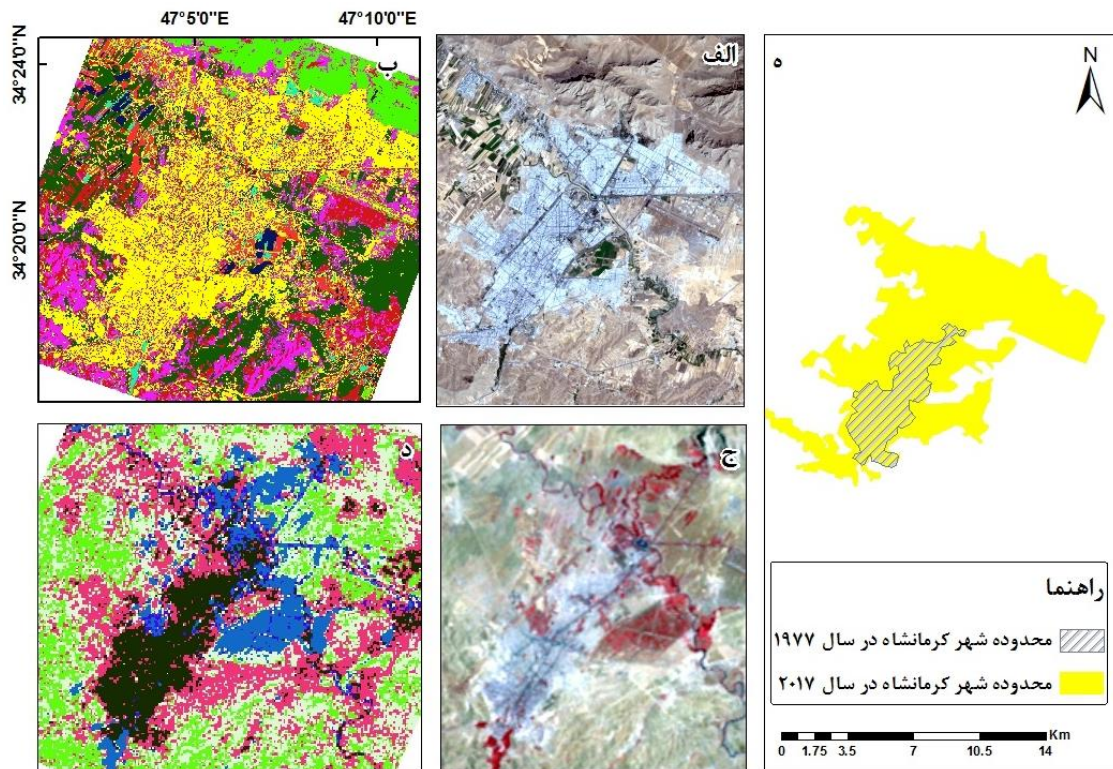 47°5'0"E
47°10'0"E
34°24'0"N
34°20'0"N
ب
الف
ه
N
د
ج
راهنما
محدوده شهر کرمانشاه در سال ۱۹۷۷
محدوده شهر کرمانشاه در سال ۲۰۱۷
Km
0 1.75 3.5 7 10.5 14